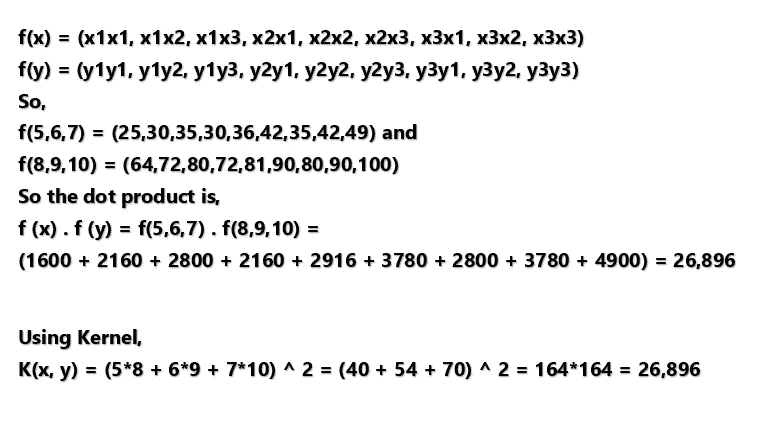 f(x) = (x1x1, x1x2, x1x3, x2x1, x2x2, x2x3, x3x1, x3x2, x3x3)
f(y) = (y1y1, y1y2, y1y3, y2y1, y2y2, y2y3, y3y1, y3y2, y3y3)
So,
f(5,6,7) = (25,30,35,30,36,42,35,42,49) and
f(8,9,10) = (64,72,80,72,81,90,80,90,100)
So the dot product is,
f (x) . f (y) = f(5,6,7) . f(8,9,10) =
(1600 + 2160 + 2800 + 2160 + 2916 + 3780 + 2800 + 3780 + 4900) = 26,896
Using Kernel,
K(x, y) = (5*8 + 6*9 + 7*10) ^ 2 = (40 + 54 + 70) ^ 2 = 164*164 = 26,896